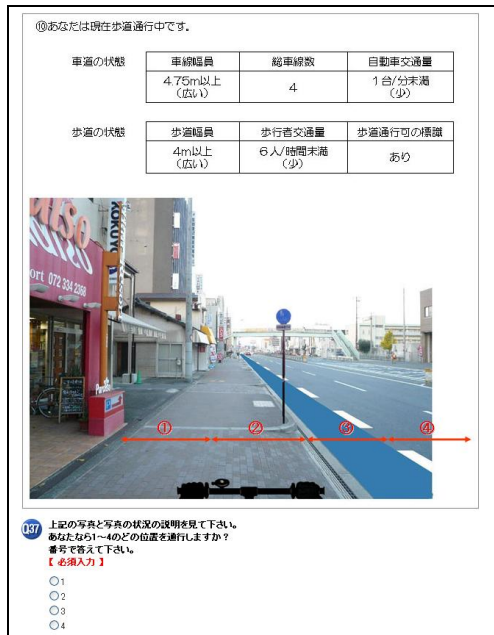 ⑩あなたは現在歩道通行中です。
車道の状態
車線幅員 総車線数 自動車交通量
4.75m以上（広い） 4 1台/分未満（少）
歩道の状態
歩道幅員 歩行者交通量 歩道通行可の標識
4m以上（広い） 6人/時間未満（少） あり
KOKUYO
ort 072 334 2368
① ② ③ ④
Q37 上記の写真と写真の状況の説明を見て下さい。
あなたなら1～4のどの位置を通行しますか？
番号で答えて下さい。
【 必須入力 】
1
2
3
4